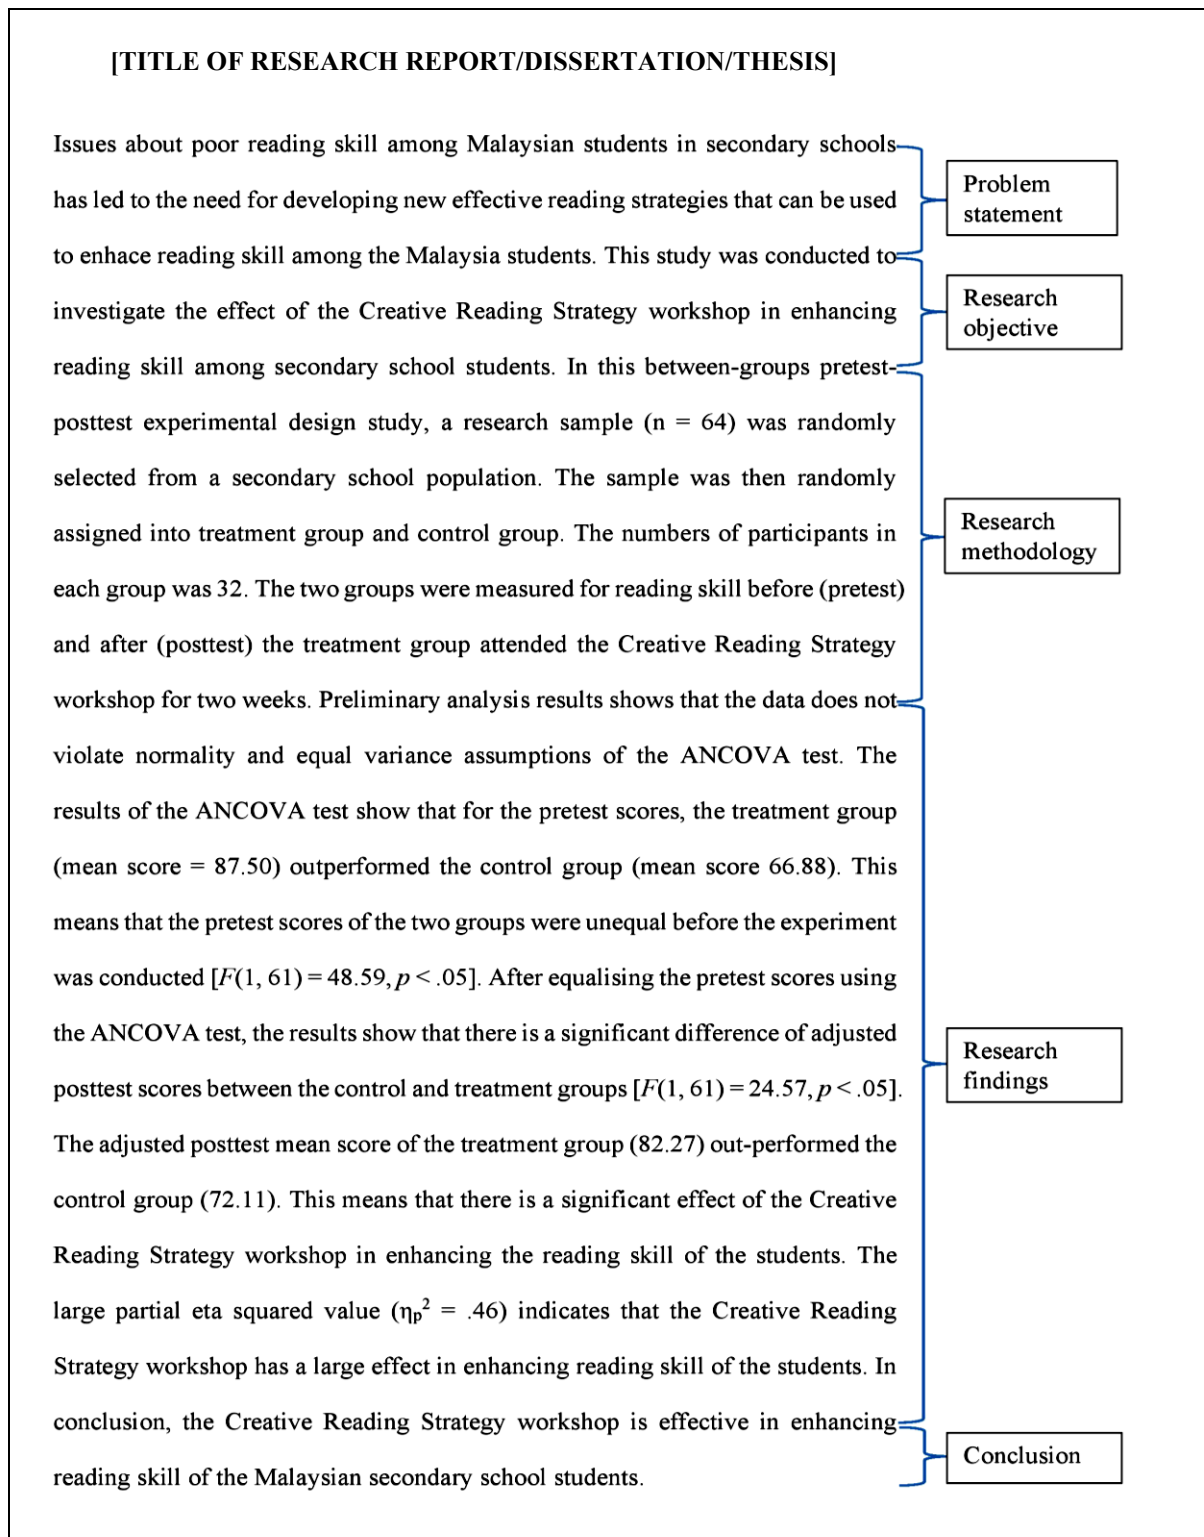 [TITLE OF RESEARCH REPORT/DISSERTATION/THESIS]
Issues about poor reading skill among Malaysian students in secondary schools
has led to the need for developing new effective reading strategies that can be used
to enhace reading skill among the Malaysia students. This study was conducted to
investigate the effect of the Creative Reading Strategy workshop in enhancing
reading skill among secondary school students. In this between-groups pretest-
posttest experimental design study, a research sample (n = 64) was randomly
selected from a secondary school population. The sample was then randomly
assigned into treatment group and control group. The numbers of participants in
each group was 32. The two groups were measured for reading skill before (pretest)
and after (posttest) the treatment group attended the Creative Reading Strategy
workshop for two weeks. Preliminary analysis results shows that the data does not
violate normality and equal variance assumptions of the ANCOVA test. The
results of the ANCOVA test show that for the pretest scores, the treatment group
(mean score = 87.50) outperformed the control group (mean score 66.88). This
means that the pretest scores of the two groups were unequal before the experiment
was conducted [F(1, 61) = 48.59, p < .05]. After equalising the pretest scores using
the ANCOVA test, the results show that there is a significant difference of adjusted
posttest scores between the control and treatment groups [F(1, 61) = 24.57, p < .05].
The adjusted posttest mean score of the treatment group (82.27) out-performed the
control group (72.11). This means that there is a significant effect of the Creative
Reading Strategy workshop in enhancing the reading skill of the students. The
large partial eta squared value (ηp² = .46) indicates that the Creative Reading
Strategy workshop has a large effect in enhancing reading skill of the students. In
conclusion, the Creative Reading Strategy workshop is effective in enhancing
reading skill of the Malaysian secondary school students.
Problem
statement
Research
objective
Research
methodology
Research
findings
Conclusion